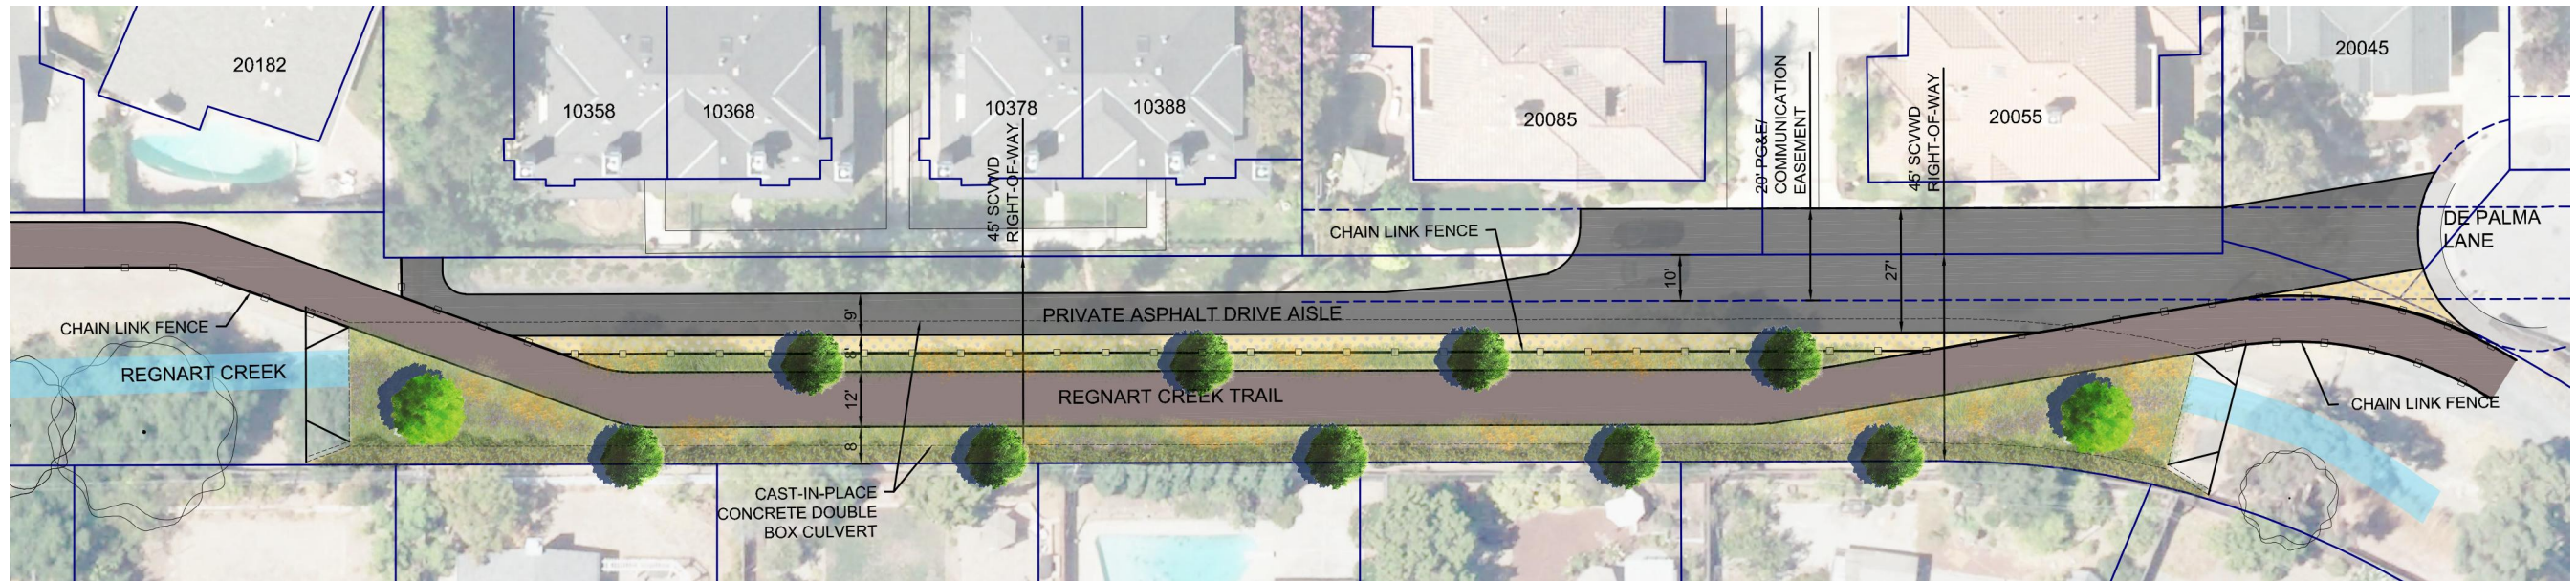 20182
10358
10368
10378
10388
20085
20055
20045
45' SCVWD
RIGHT-OF-WAY
20' PG&E/
COMMUNICATION
EASEMENT
45' SCVWD
RIGHT-OF-WAY
DE PALMA
LANE
CHAIN LINK FENCE
10'
27'
9'
PRIVATE ASPHALT DRIVE AISLE
CHAIN LINK FENCE
8'
REGNART CREEK
12'
REGNART CREEK TRAIL
CHAIN LINK FENCE
8'
CAST-IN-PLACE
CONCRETE DOUBLE
BOX CULVERT